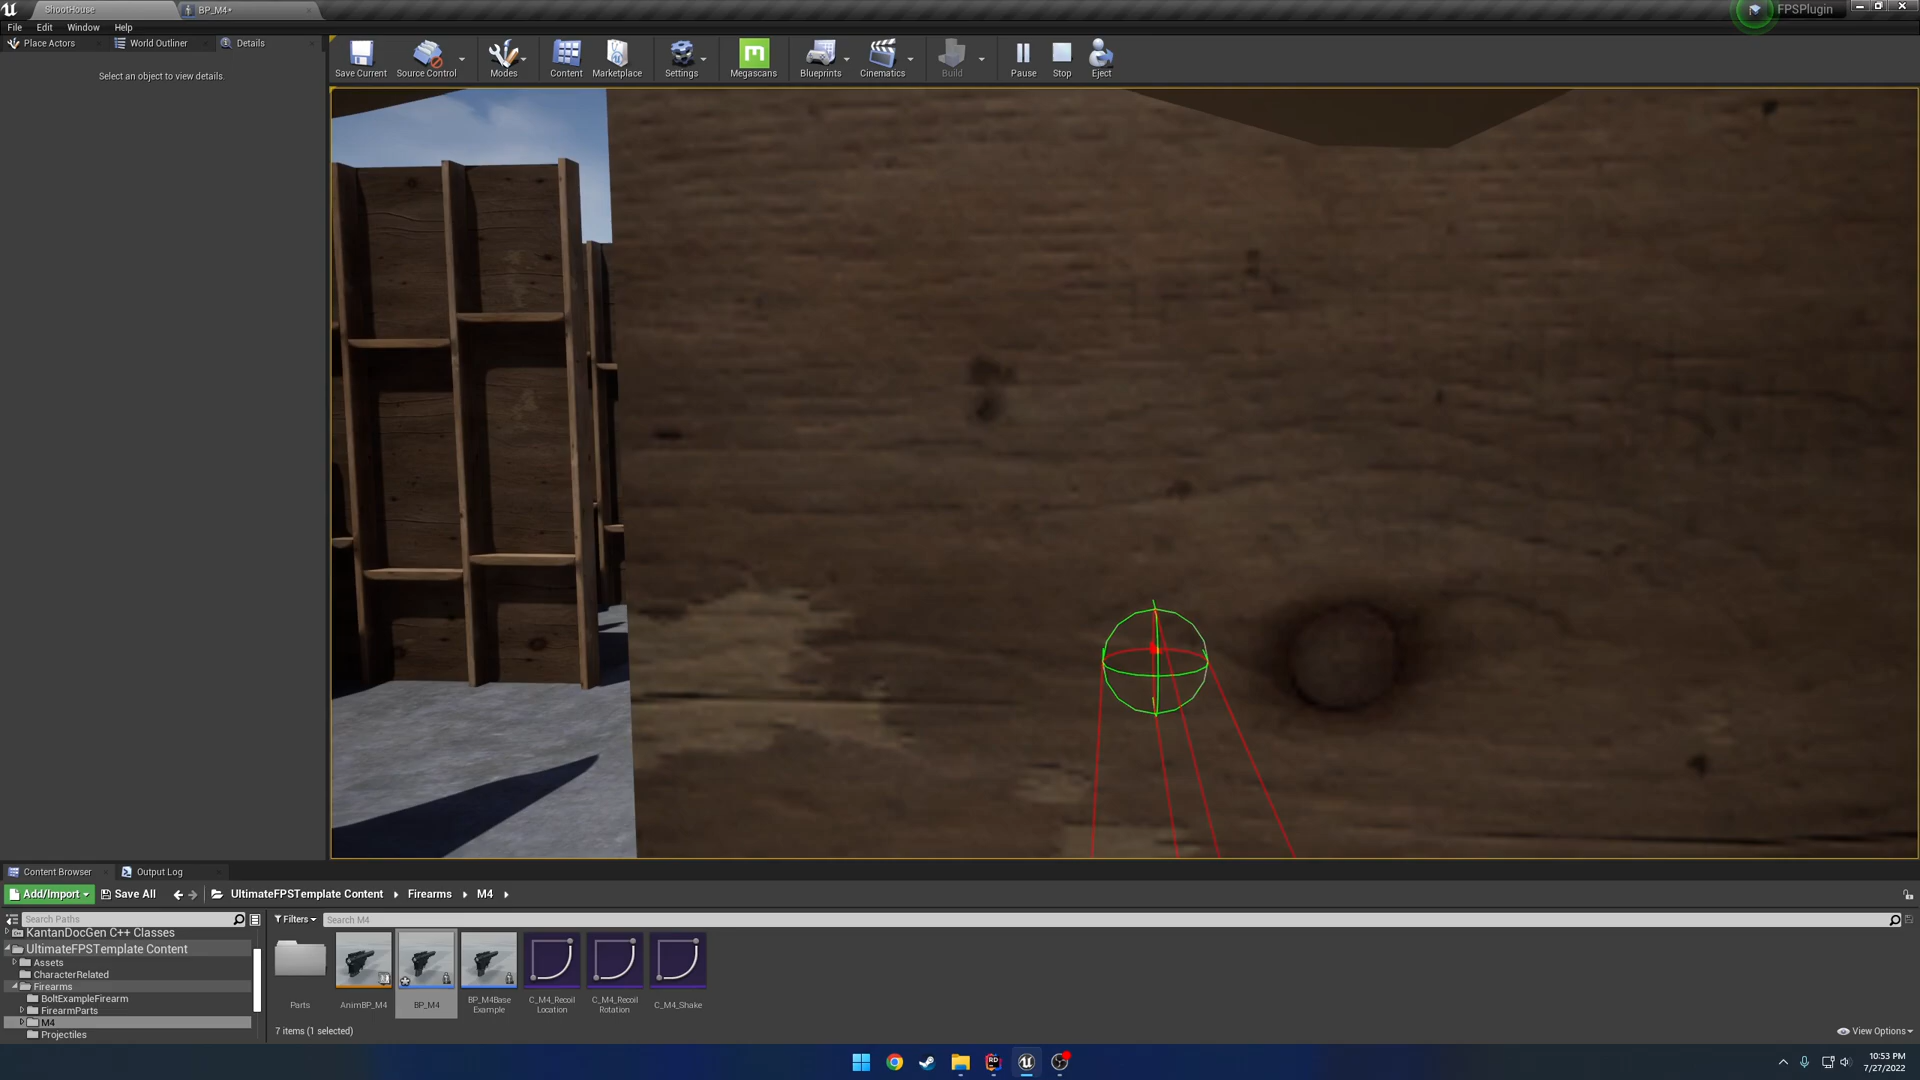 ShootHouse
BP_M4*
FPSPlugin
File Edit Window Help
Place Actors World Outliner Details
Select an object to view details.
Save Current Source Control Modes Content Marketplace Settings Megascans Blueprints Cinematics Build Pause Stop Eject
Content Browser Output Log
Add/Import Save All UltimateFPSTemplate Content Firearms M4
Search Paths Filters Search M4
KantanDocGen C++ Classes
UltimateFPSTemplate Content
Assets
CharacterRelated
Firearms
BoltExampleFirearm
FirearmParts
M4
Projectiles
Parts
AnimBP_M4
BP_M4
BP_M4Base
Example
C_M4_Recoil
Location
C_M4_Recoil
Rotation
C_M4_Shake
7 items (1 selected)
View Options
10:53 PM
7/27/2022